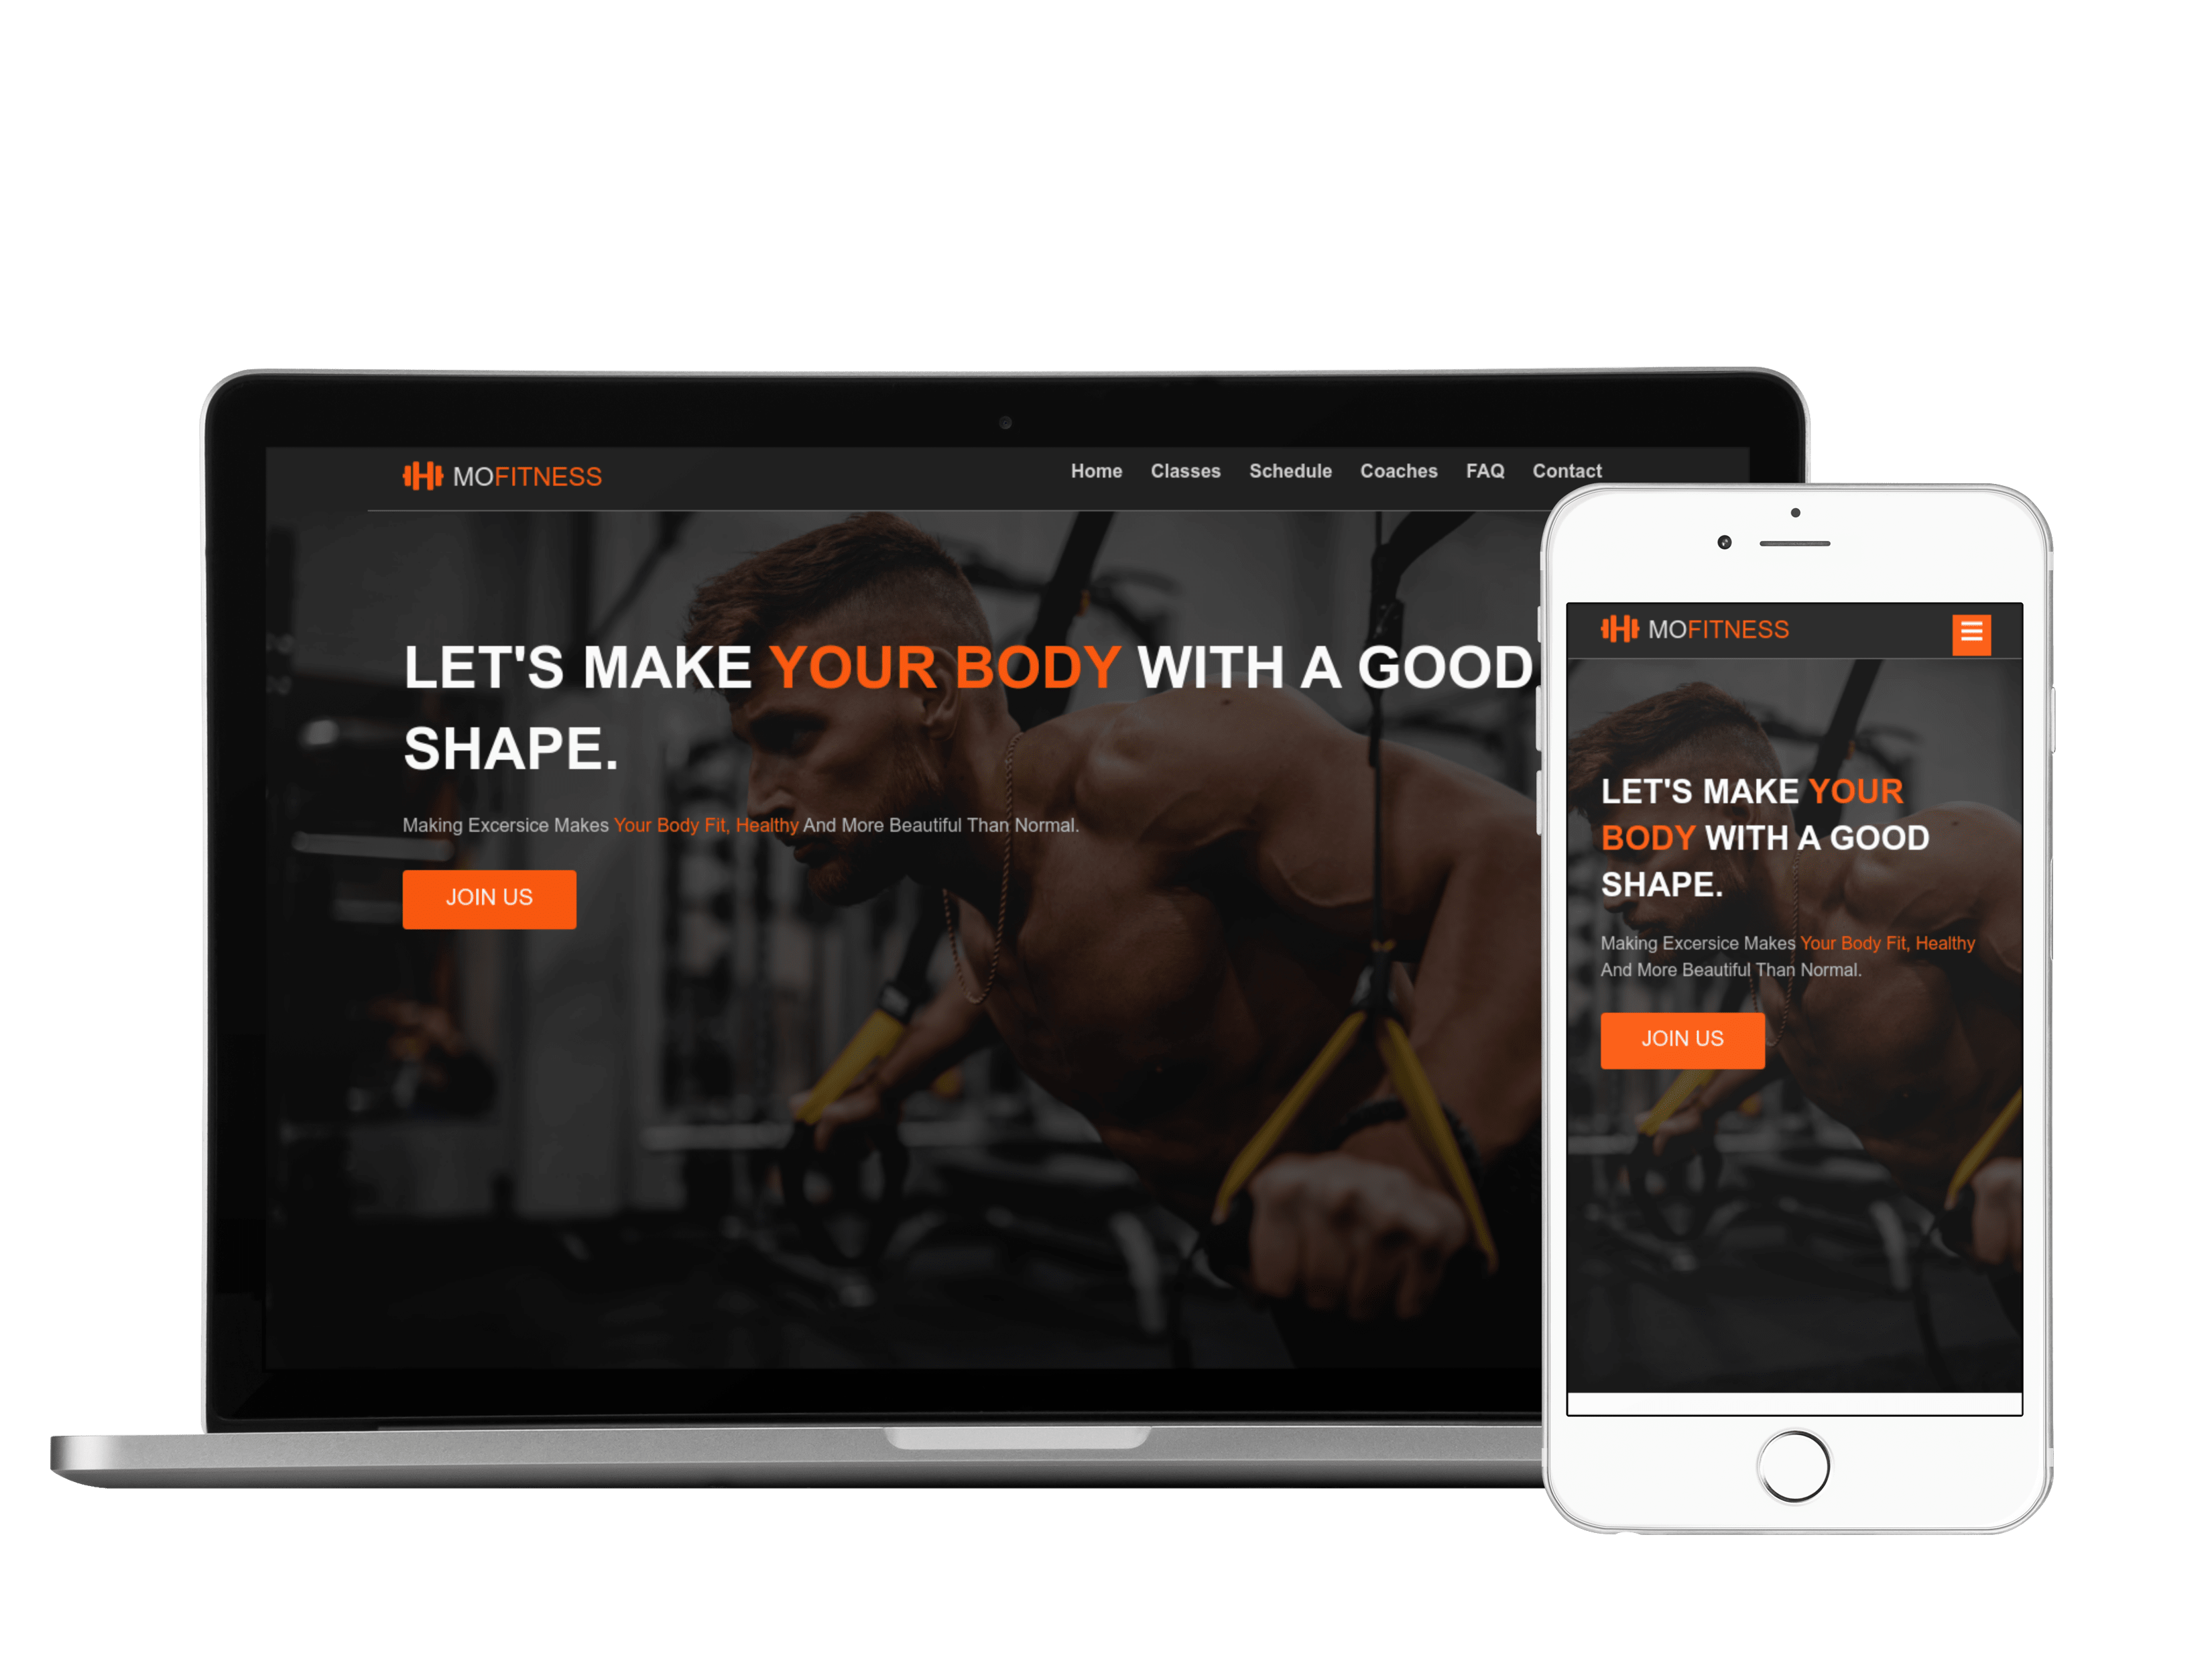 MOFITNESS
Home Classes Schedule Coaches FAQ Contact
LET'S MAKE YOUR BODY WITH A GOOD
SHAPE.
Making Excersice Makes Your Body Fit, Healthy And More Beautiful Than Normal.
JOIN US
MOFITNESS
LET'S MAKE YOUR
BODY WITH A GOOD
SHAPE.
Making Excersice Makes Your Body Fit, Healthy
And More Beautiful Than Normal.
JOIN US